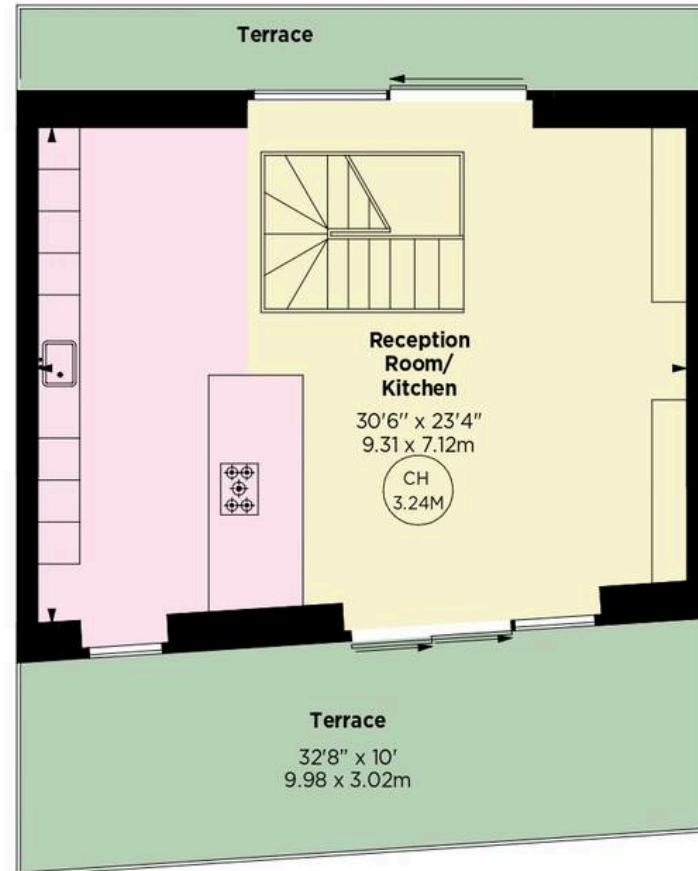 Terrace
Reception
Room/
Kitchen
30'6'' x 23'4"
9.31 x 7.12m
CH
3.24M
Terrace
32'8" x 10'
9.98 x 3.02m